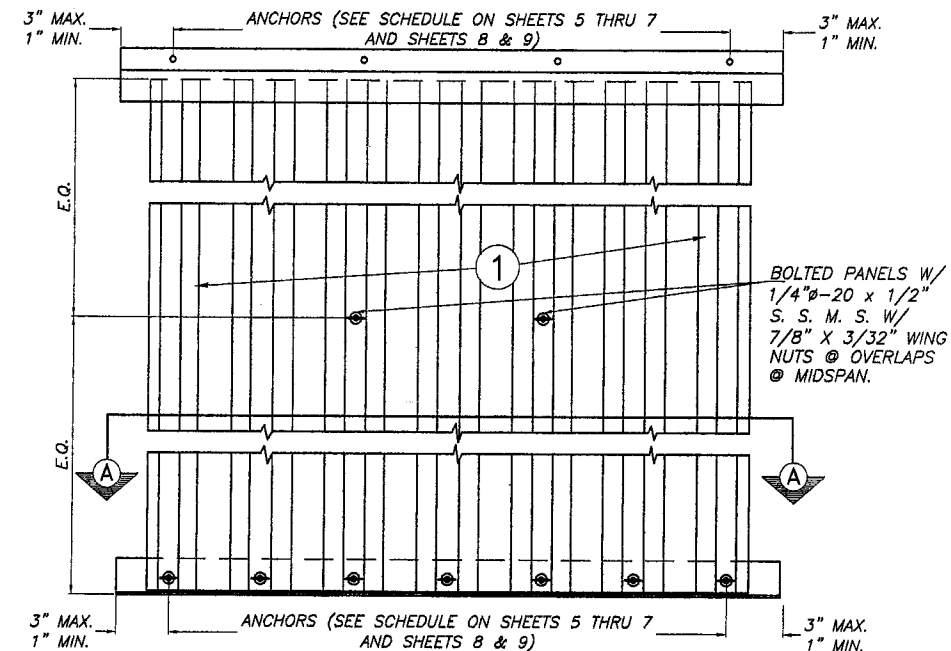 3" MAX.
1" MIN.
ANCHORS (SEE SCHEDULE ON SHEETS 5 THRU 7
AND SHEETS 8 & 9)
3" MAX.
1" MIN.
E.Q.
1
BOLTED PANELS W/
1/4"ø-20 x 1/2"
S. S. M. S. W/
7/8" X 3/32" WING
NUTS @ OVERLAPS
@ MIDSPAN.
E.Q.
A
A
3" MAX.
1" MIN.
ANCHORS (SEE SCHEDULE ON SHEETS 5 THRU 7
AND SHEETS 8 & 9)
3" MAX.
1" MIN.